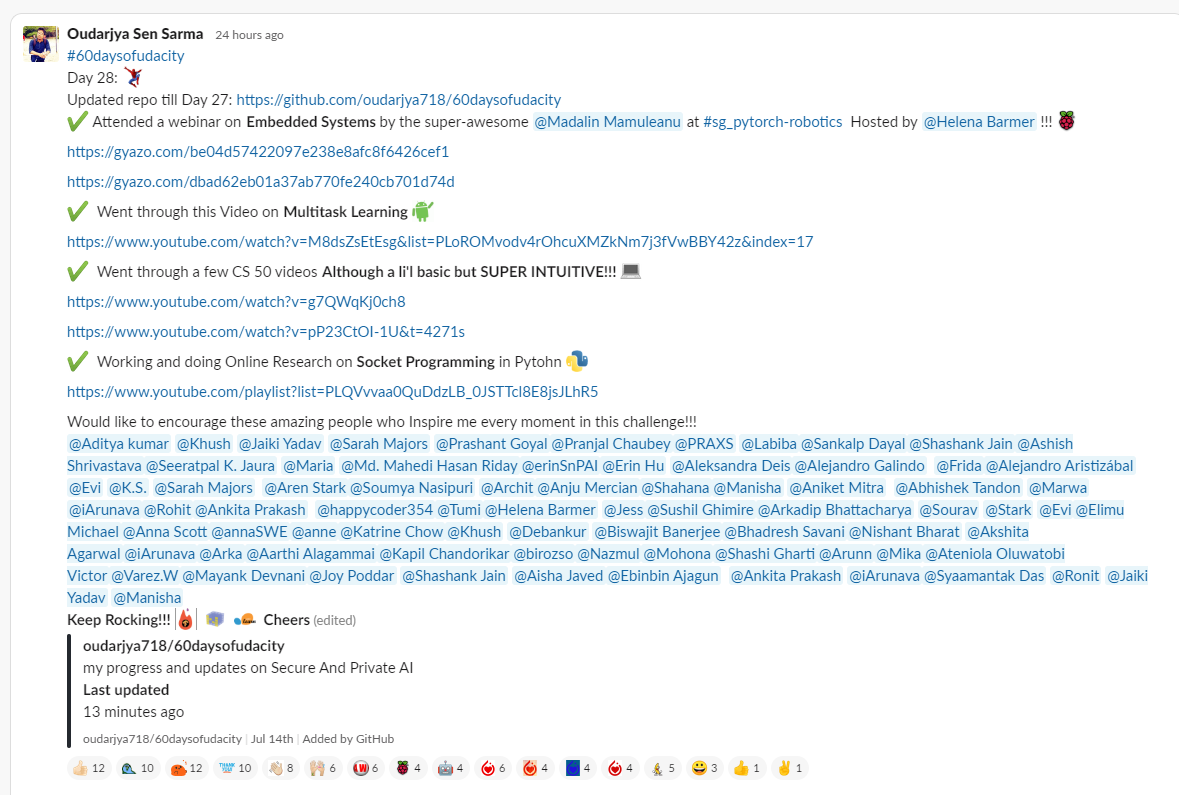 Oudarjya Sen Sarma 24 hours ago
#60daysofudacity
Day 28:
Updated repo till Day 27: https://github.com/oudarjya718/60daysofudacity
Attended a webinar on Embedded Systems by the super-awesome @Madalin Mamuleanu at #sg_pytorch-robotics Hosted by @Helena Barmer !!!
https://gyazo.com/be04d57422097e238e8afc8f6426cef1
https://gyazo.com/dbad62eb01a37ab770fe240cb701d74d
Went through this Video on Multitask Learning
https://www.youtube.com/watch?v=M8dsZsEtEsg&list=PLoROMvodv4rOhcuXMZkNm7j3fVwBBY42z&index=17
Went through a few CS 50 videos Although a li'l basic but SUPER INTUITIVE!!!
https://www.youtube.com/watch?v=g7QWqKj0ch8
https://www.youtube.com/watch?v=pP23CtOI-1U&t=4271s
Working and doing Online Research on Socket Programming in Pytohn
https://www.youtube.com/playlist?list=PLQVvvaa0QuDdzLB_0JSTTcl8E8jsJLhR5
Would like to encourage these amazing people who Inspire me every moment in this challenge!!!
@Aditya kumar @Khush @Jaiki Yadav @Sarah Majors @Prashant Goyal @Pranjal Chaubey @PRAXS @Labiba @Sankalp Dayal @Shashank Jain @Ashish
Shrivastava @Seeratpal K. Jaura @Maria @Md. Mahedi Hasan Riday @erinSnPAI @Erin Hu @Aleksandra Deis @Alejandro Galindo @Frida @Alejandro Aristizábal
@Evi @K.S. @Sarah Majors @Aren Stark @Soumya Nasipuri @Archit @Anju Mercian @Shahana @Manisha @Aniket Mitra @Abhishek Tandon @Marwa
@iArunava @Rohit @Ankita Prakash @happycoder354 @Tumi @Helena Barmer @Jess @Sushil Ghimire @Arkadip Bhattacharya @Sourav @Stark @Evi @Elimu
Michael @Anna Scott @annaSWE @anne @Katrine Chow @Khush @Debankur @Biswajit Banerjee @Bhadresh Savani @Nishant Bharat @Akshita
Agarwal @iArunava @Arka @Aarthi Alagammai @Kapil Chandorikar @birozso @Nazmul @Mohona @Shashi Gharti @Arunn @Mika @Ateniola Oluwatobi
Victor @Varez.W @Mayank Devnani @Joy Poddar @Shashank Jain @Aisha Javed @Ebinbin Ajagun @Ankita Prakash @iArunava @Syaamantak Das @Ronit @Jaiki
Yadav @Manisha
Keep Rocking!!! Cheers (edited)
oudarjya718/60daysofudacity
my progress and updates on Secure And Private AI
Last updated
13 minutes ago
oudarjya718/60daysofudacity | Jul 14th | Added by GitHub
12 10 12 THANK YOU 10 8 6 6 4 4 6 4 4 4 5 3 1 1